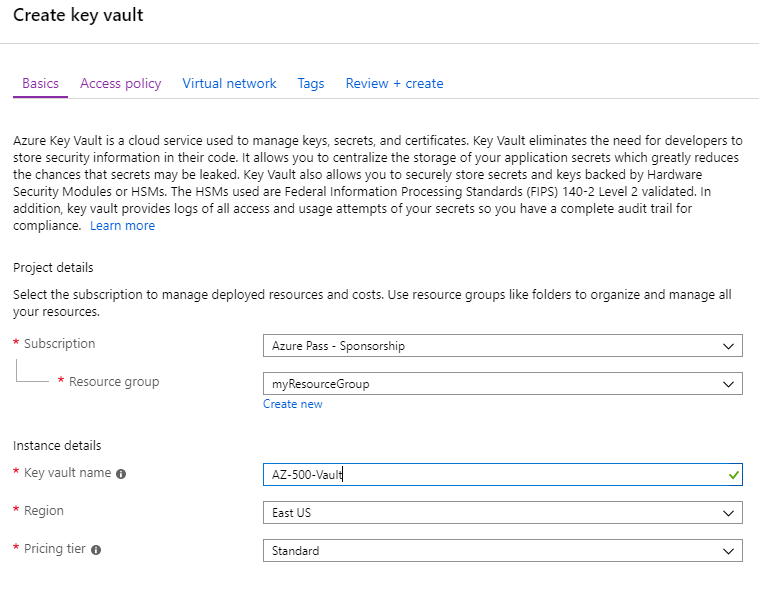 Create key vault
Basics Access policy Virtual network Tags Review + create
Azure Key Vault is a cloud service used to manage keys, secrets, and certificates. Key Vault eliminates the need for developers to
store security information in their code. It allows you to centralize the storage of your application secrets which greatly reduces
the chances that secrets may be leaked. Key Vault also allows you to securely store secrets and keys backed by Hardware
Security Modules or HSMs. The HSMs used are Federal Information Processing Standards (FIPS) 140-2 Level 2 validated. In
addition, key vault provides logs of all access and usage attempts of your secrets so you have a complete audit trail for
compliance. Learn more
Project details
Select the subscription to manage deployed resources and costs. Use resource groups like folders to organize and manage all
your resources.
* Subscription Azure Pass - Sponsorship
* Resource group myResourceGroup
Create new
Instance details
* Key vault name AZ-500-Vault
* Region East US
* Pricing tier Standard